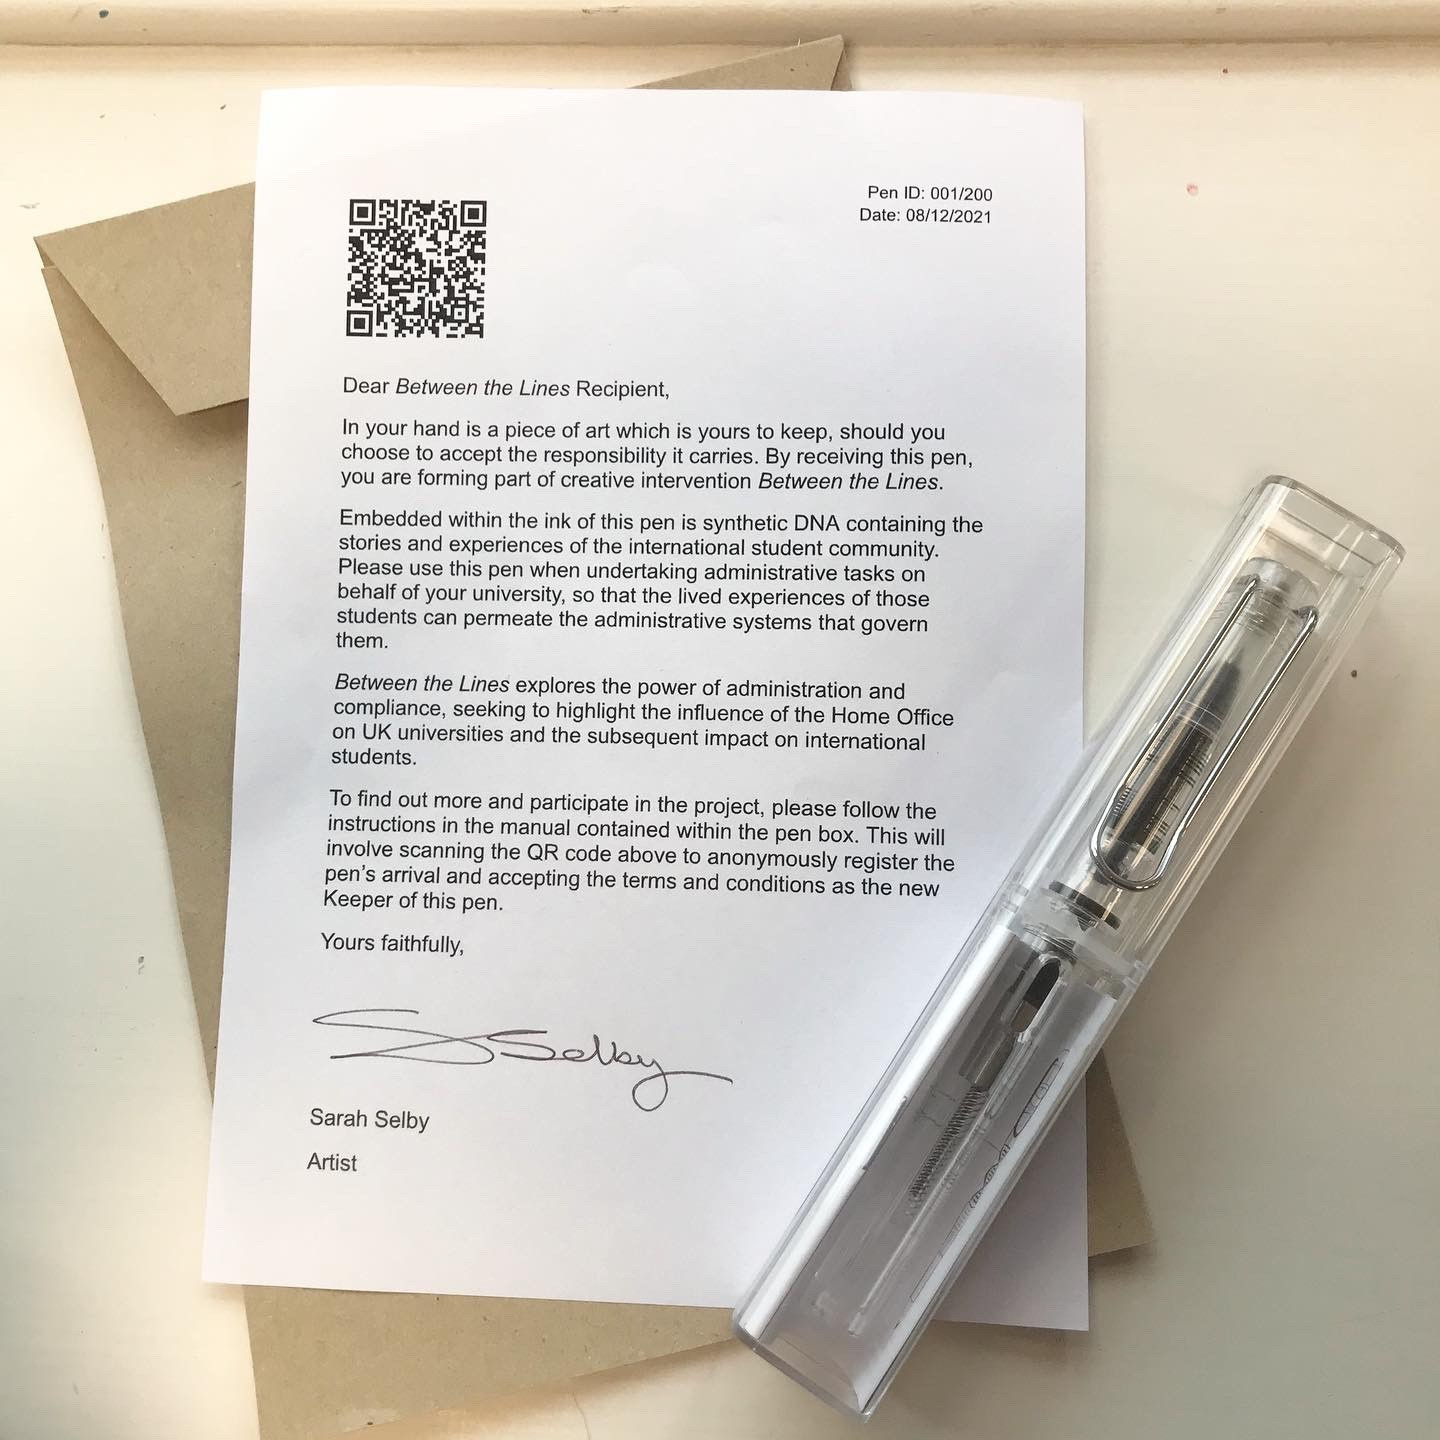 Pen ID: 001/200
Date: 08/12/2021
Dear Between the Lines Recipient,
In your hand is a piece of art which is yours to keep, should you
choose to accept the responsibility it carries. By receiving this pen,
you are forming part of creative intervention Between the Lines.
Embedded within the ink of this pen is synthetic DNA containing the
stories and experiences of the international student community.
Please use this pen when undertaking administrative tasks on
behalf of your university, so that the lived experiences of those
students can permeate the administrative systems that govern
them.
Between the Lines explores the power of administration and
compliance, seeking to highlight the influence of the Home Office
on UK universities and the subsequent impact on international
students.
To find out more and participate in the project, please follow the
instructions in the manual contained within the pen box. This will
involve scanning the QR code above to anonymously register the
pen's arrival and accepting the terms and conditions as the new
Keeper of this pen.
Yours faithfully,
SSelby
Sarah Selby
Artist